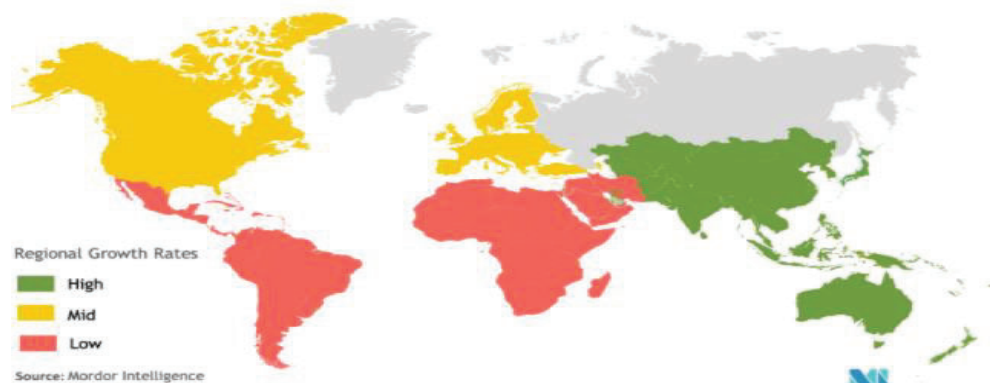 Regional Growth Rates
High
Mid
Low
Source: Mordor Intelligence